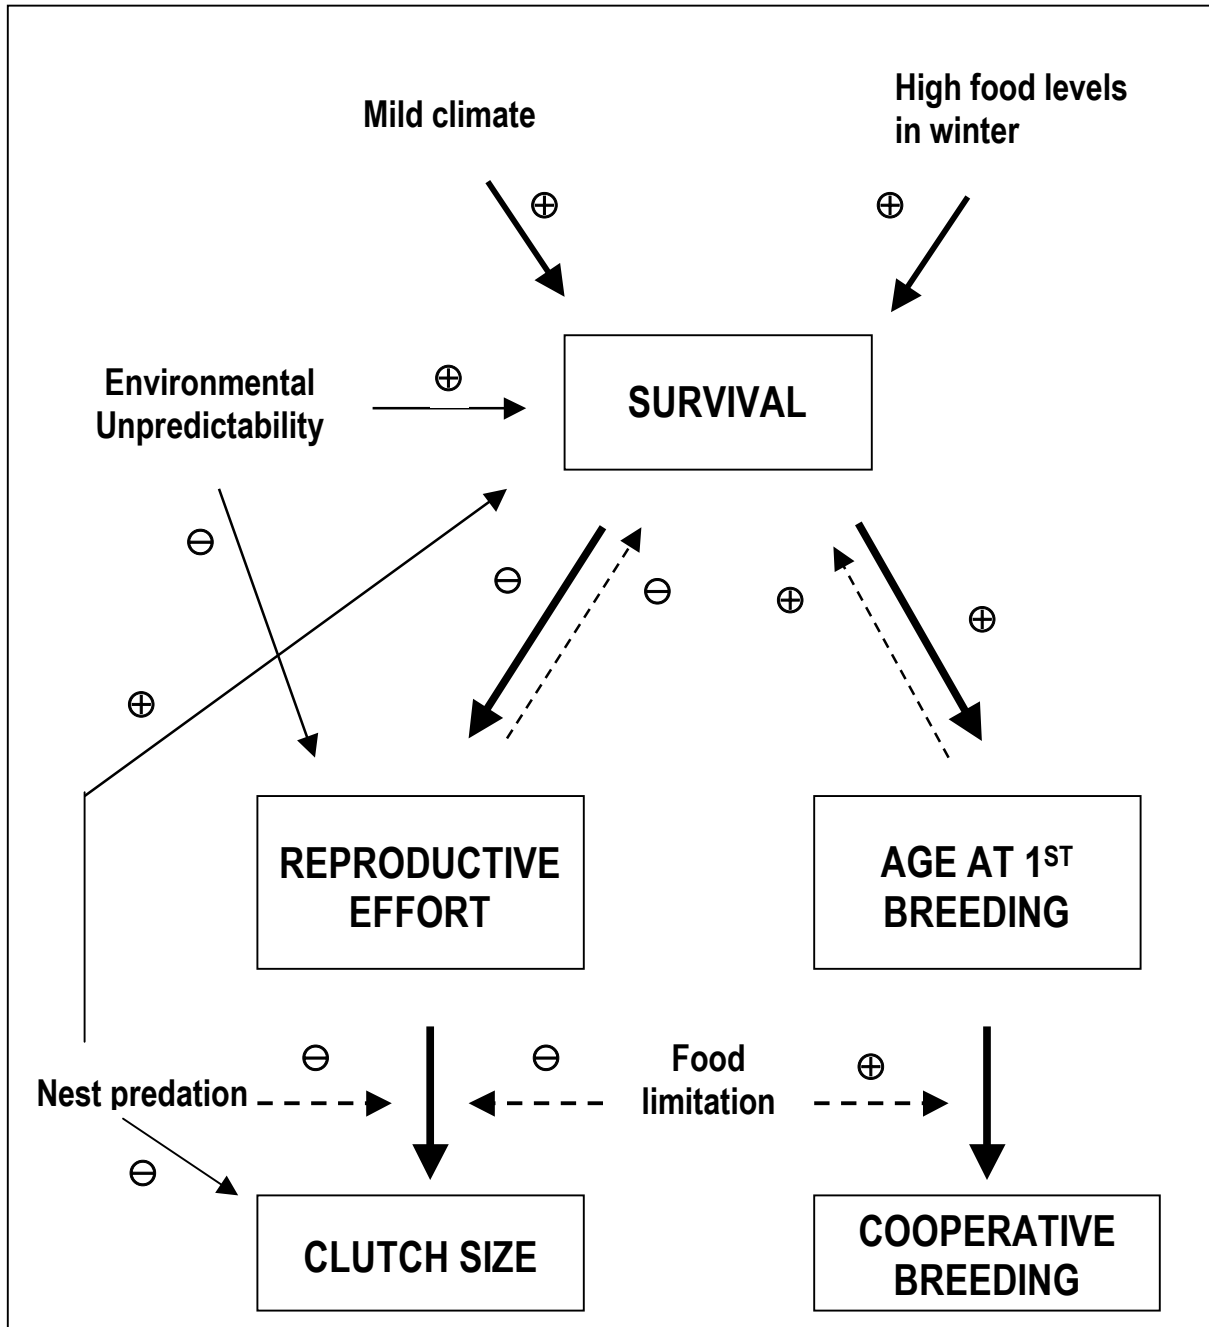 Mild climate
High food levels
in winter
⊕
⊕
Environmental
Unpredictability
⊕
SURVIVAL
⊖
⊖
⊖
⊕
⊕
⊕
REPRODUCTIVE
EFFORT
AGE AT 1ST
BREEDING
Nest predation
⊖
⊖
Food
limitation
⊕
⊖
CLUTCH SIZE
COOPERATIVE
BREEDING